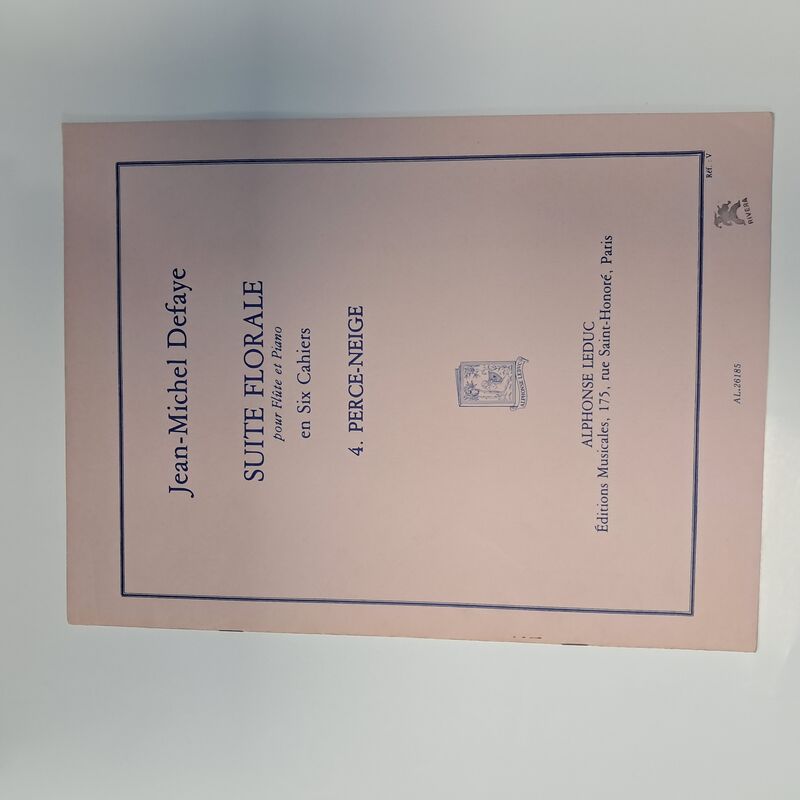 Jean-Michel Defaye
SUITE FLORALE
pour Flûte et Piano
en Six Cahiers
4. PERCE-NEIGE
ALPHONSE LEDUC
ALPHONSE LEDUC
Éditions Musicales, 175, rue Saint-Honoré, Paris
Réf. : V
RIVERA
AL.26185